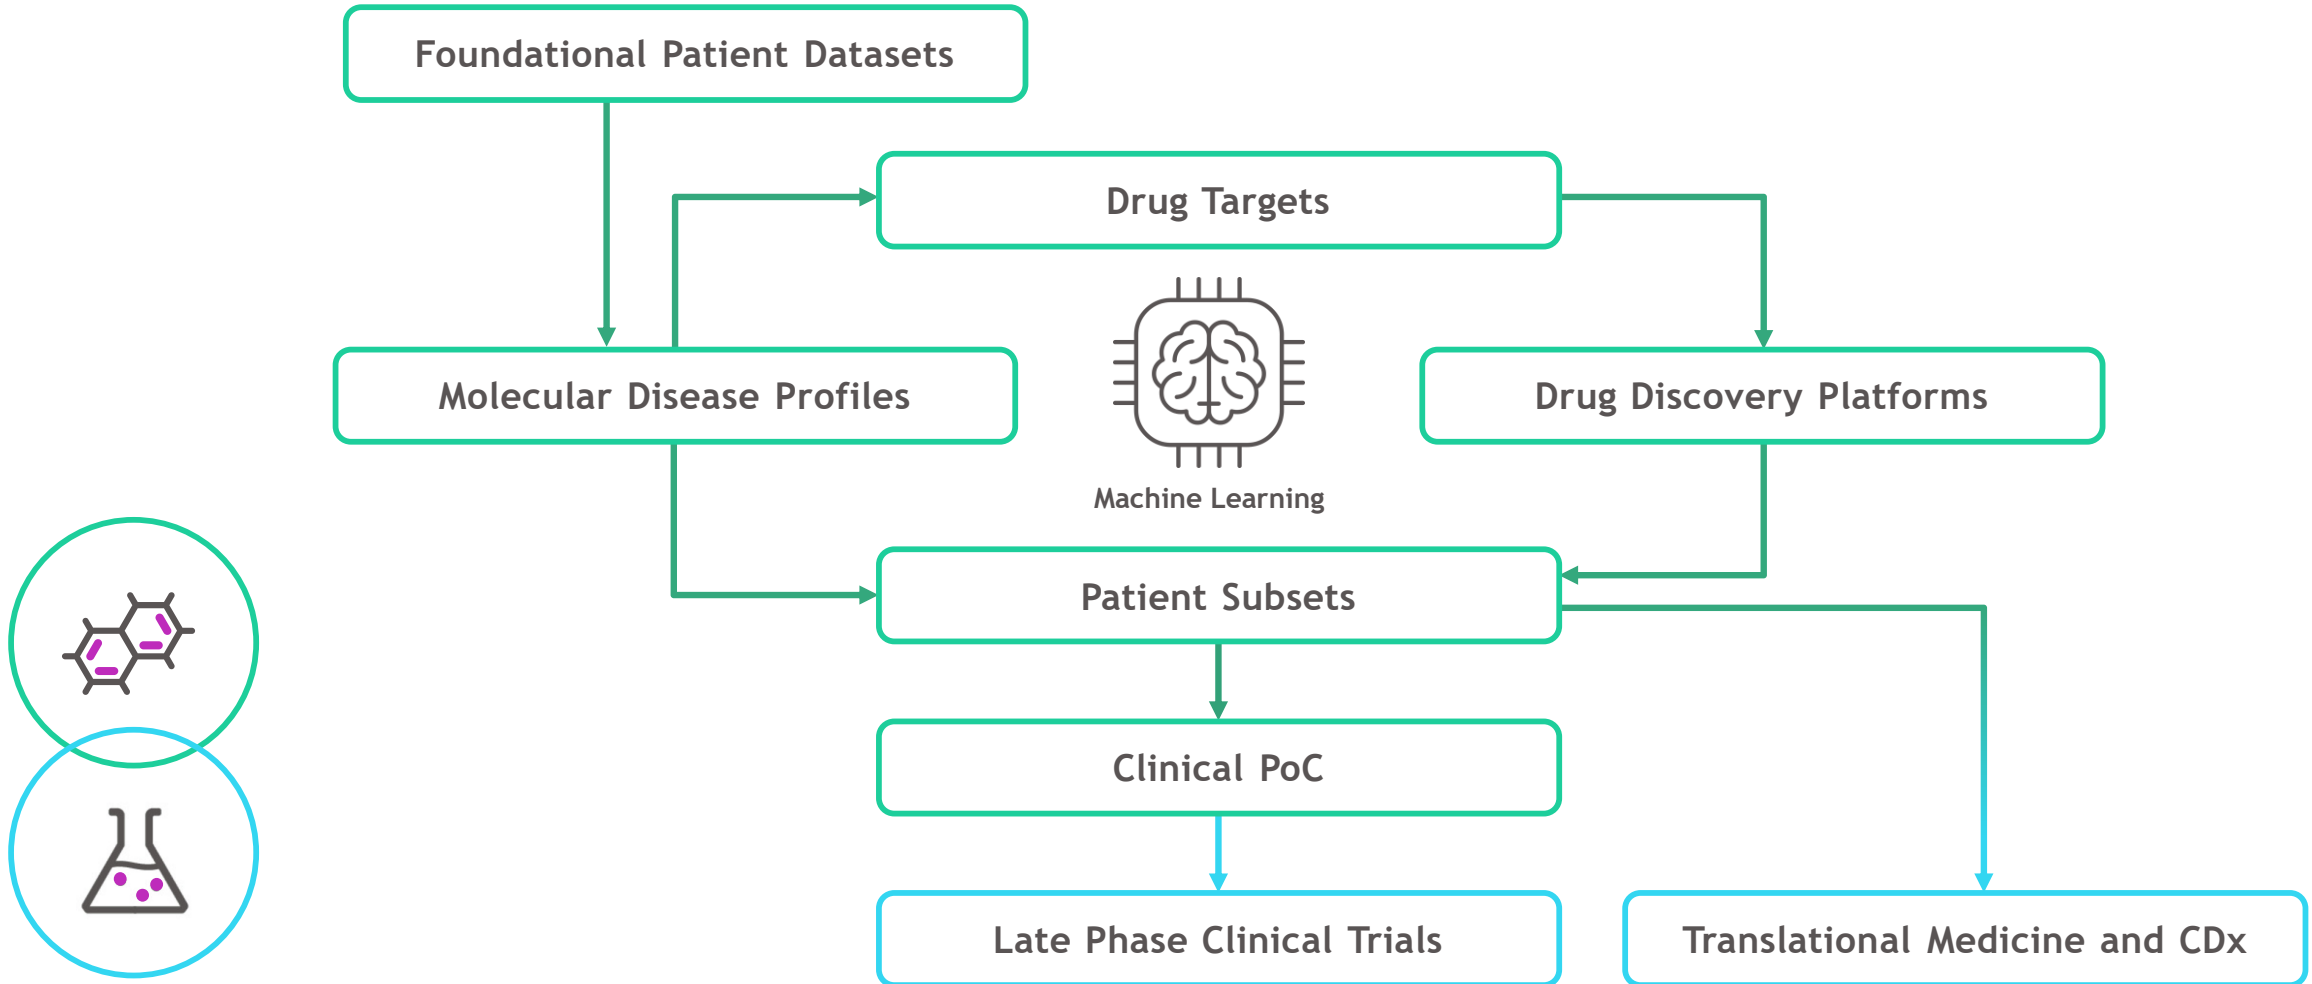 Foundational Patient Datasets
Drug Targets
Molecular Disease Profiles
Drug Discovery Platforms
Machine Learning
Patient Subsets
Clinical PoC
Late Phase Clinical Trials
Translational Medicine and CDx